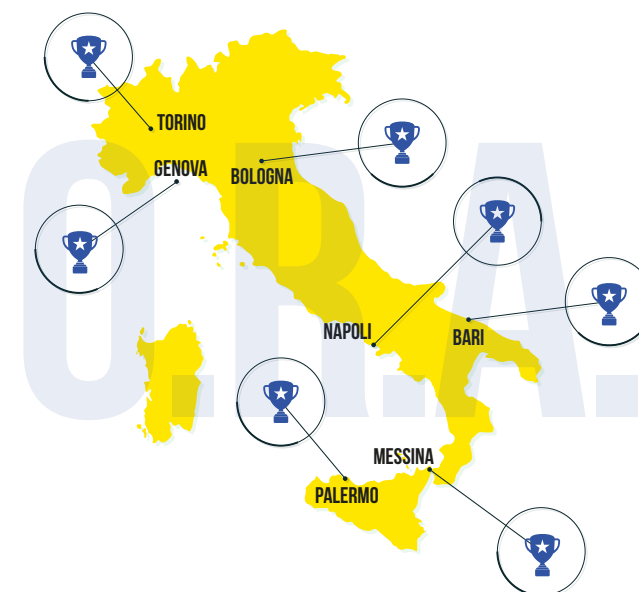 TORINO
GENOVA
BOLOGNA
NAPOLI
BARI
MESSINA
PALERMO
O.R.A.